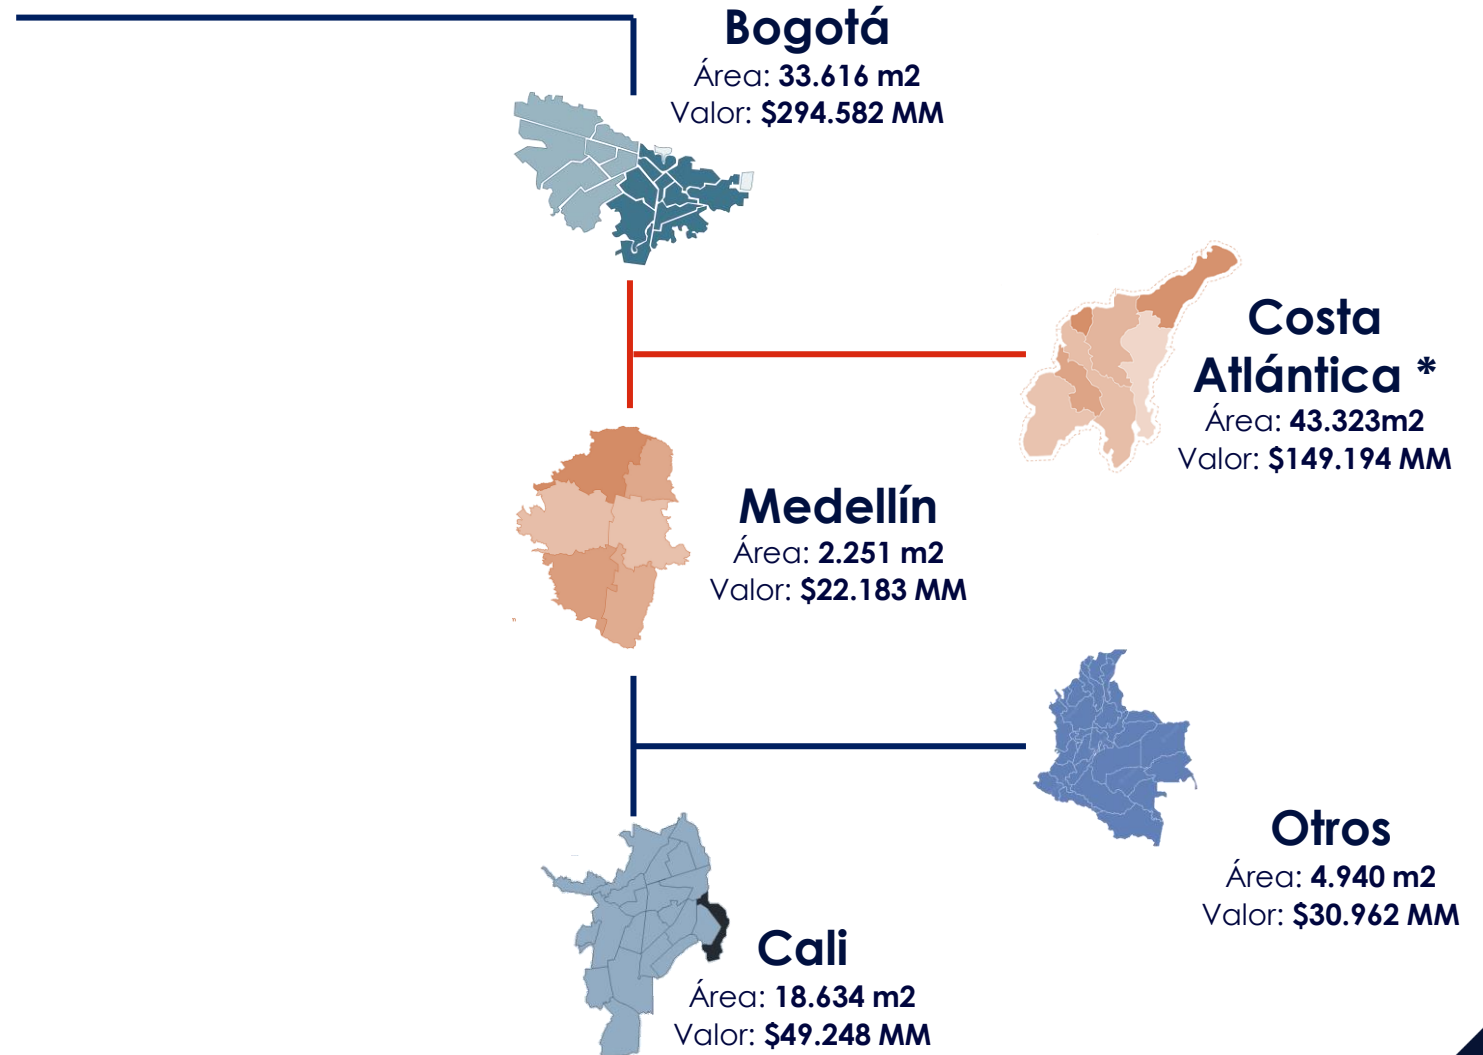 Bogotá
Área: 33.616 m2
Valor: $294.582 MM
Costa
Atlántica *
Área: 43.323m2
Valor: $149.194 MM
Medellín
Área: 2.251 m2
Valor: $22.183 MM
Otros
Área: 4.940 m2
Valor: $30.962 MM
Cali
Área: 18.634 m2
Valor: $49.248 MM